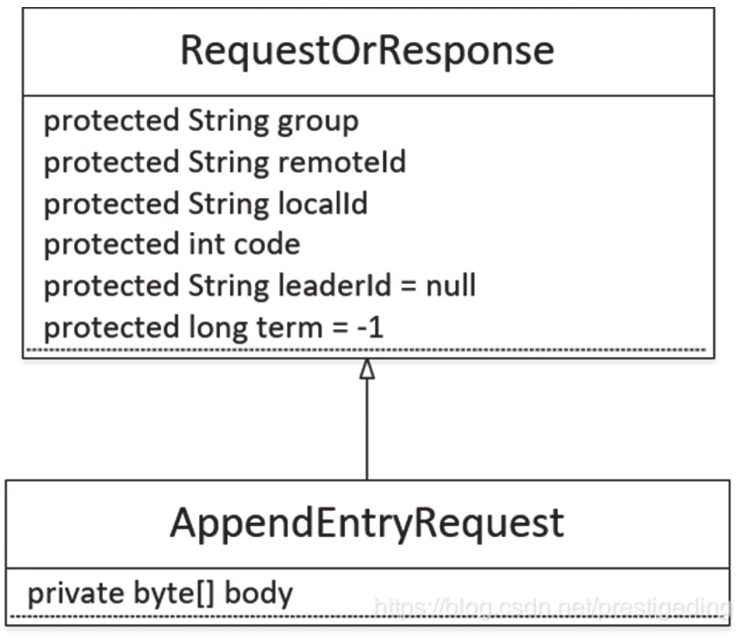 RequestOrResponse
protected String group
protected String remoteId
protected String localId
protected int code
protected String leaderId = null
protected long term = -1
AppendEntryRequest
private byte[] body
https://blog.csdn.net/prestigeding